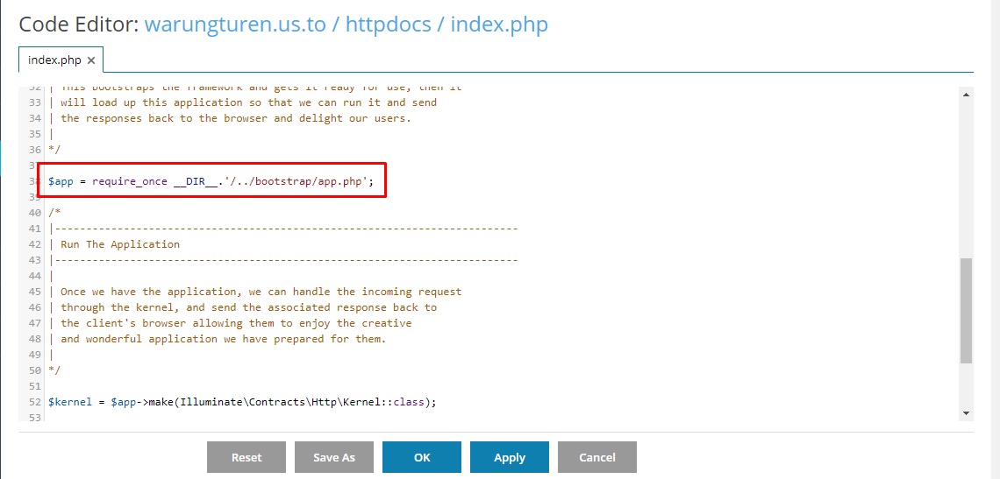 Code Editor: warungturen.us.to / httpdocs / index.php
index.php ×
32 | This bootstraps the framework and gets it ready for use, then it
33 | will load up this application so that we can run it and send
34 | the responses back to the browser and delight our users.
35 |
36 */
37
38 $app = require_once __DIR__.'/../bootstrap/app.php';
39
40 /*
41 |--------------------------------------------------------------------------
42 | Run The Application
43 |--------------------------------------------------------------------------
44 |
45 | Once we have the application, we can handle the incoming request
46 | through the kernel, and send the associated response back to
47 | the client's browser allowing them to enjoy the creative
48 | and wonderful application we have prepared for them.
49 |
50 */
51
52 $kernel = $app->make(Illuminate\Contracts\Http\Kernel::class);
53
Reset Save As OK Apply Cancel